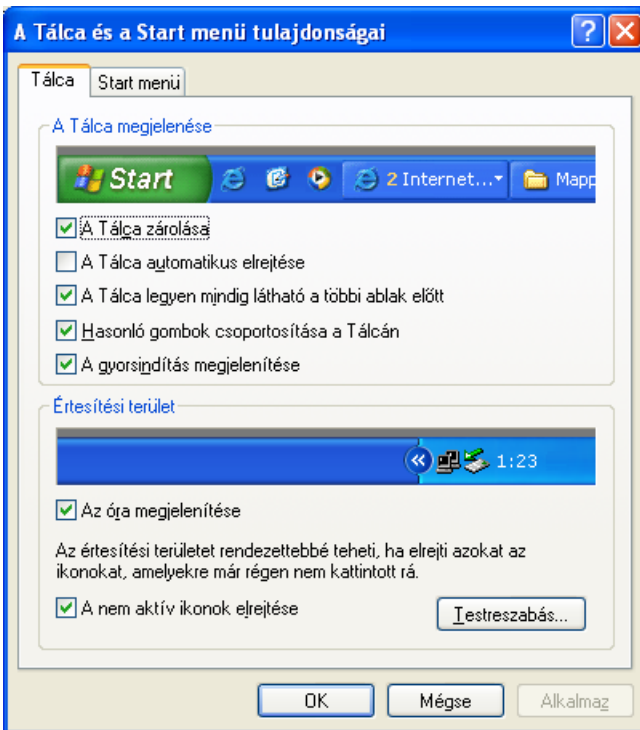 A Tálca és a Start menü tulajdonságai
Tálca
Start menü
A Tálca megjelenése
Start
2 Internet...
Mapp
A Tálca zárolása
A Tálca automatikus elrejtése
A Tálca legyen mindig látható a többi ablak előtt
Hasonló gombok csoportosítása a Tálcán
A gyorsindítás megjelenítése
Értesítési terület
1:23
Az óra megjelenítése
Az értesítési területet rendezettebbé teheti, ha elrejti azokat az
ikonokat, amelyekre már régen nem kattintott rá.
A nem aktív ikonok elrejtése
Testreszabás...
OK
Mégse
Alkalmaz